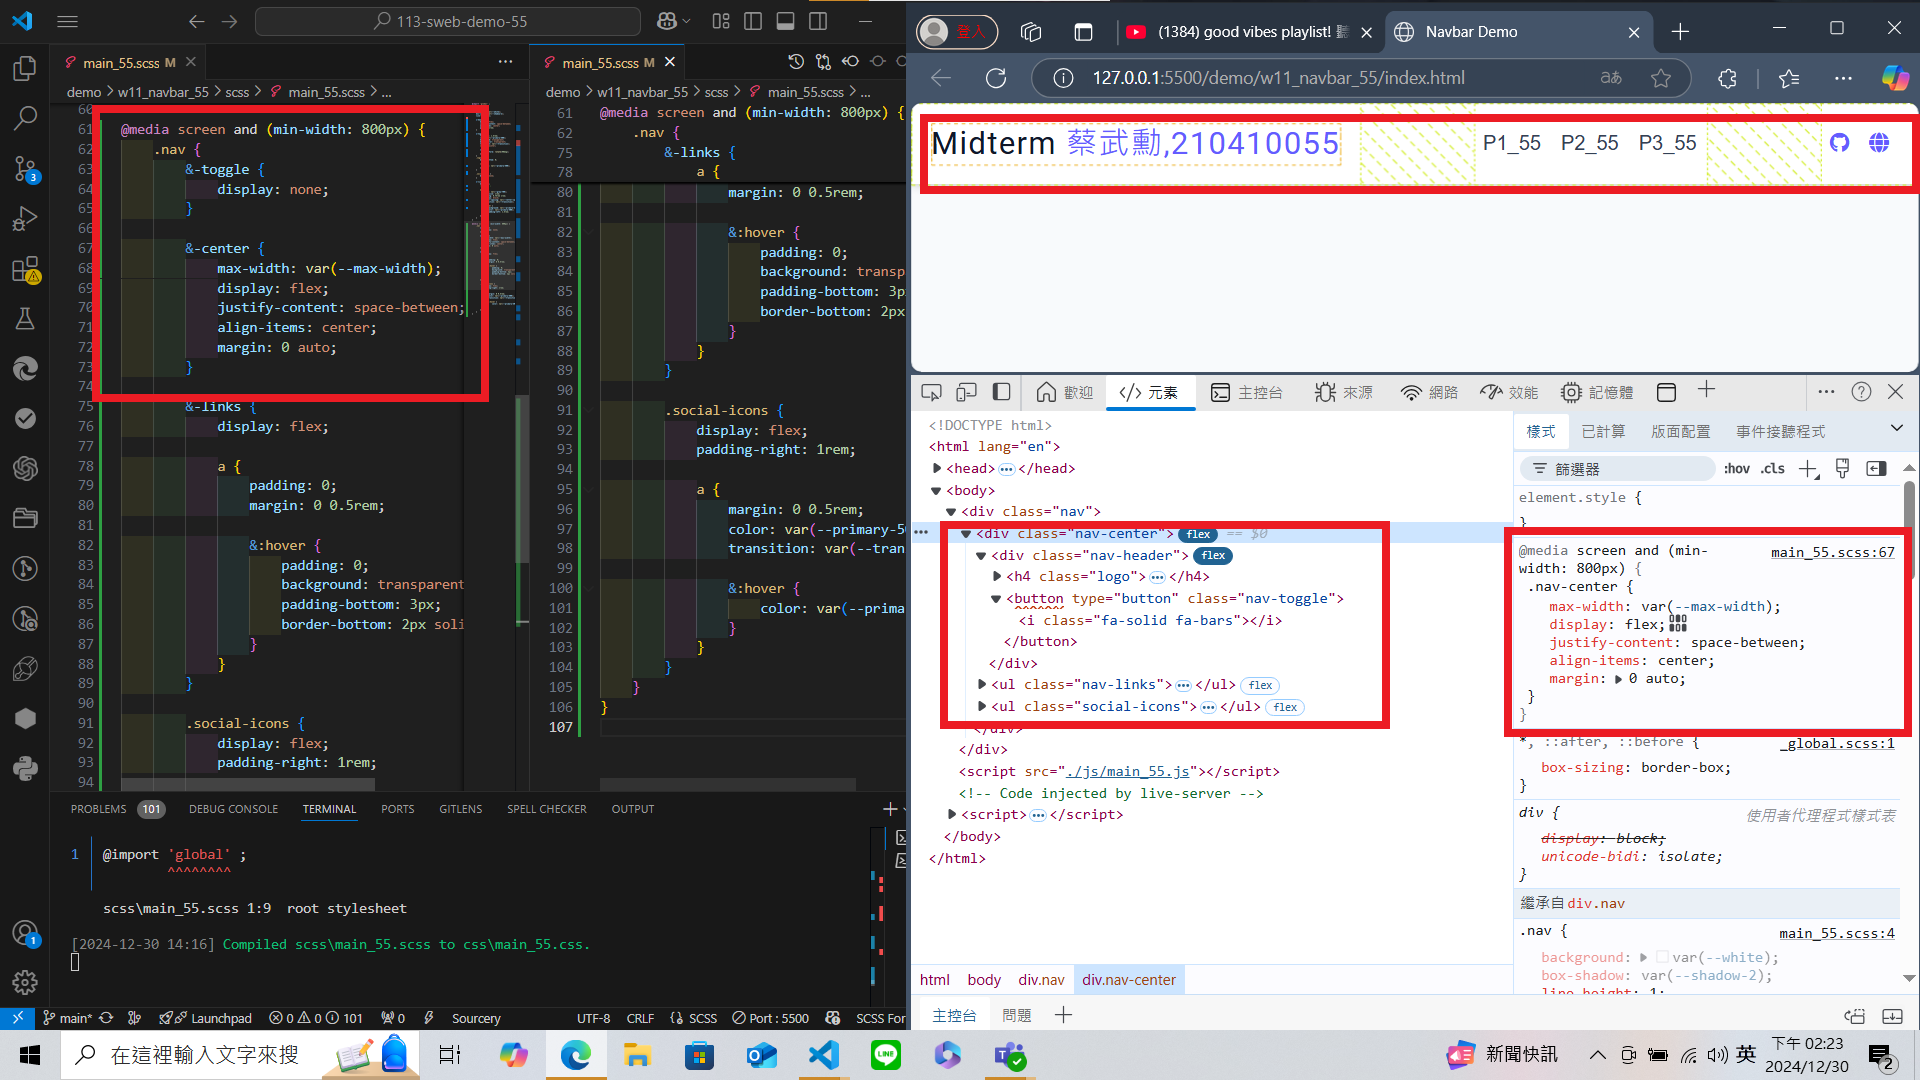 113-sweb-demo-55
main_55.scss M
main_55.scss M
demo > w11_navbar_55 > scss > main_55.scss > ...
60
61 @media screen and (min-width: 800px) {
62 .nav {
63 &-toggle {
64 display: none;
65 }
66
67 &-center {
68 max-width: var(--max-width);
69 display: flex;
70 justify-content: space-between;
71 align-items: center;
72 margin: 0 auto;
73 }
74
75 &-links {
76 display: flex;
77
78 a {
79 padding: 0;
80 margin: 0 0.5rem;
81
82 &:hover {
83 padding: 0;
84 background: transparent
85 padding-bottom: 3px;
86 border-bottom: 2px soli
87 }
88 }
89 }
90
91 .social-icons {
92 display: flex;
93 padding-right: 1rem;
94
demo > w11_navbar_55 > scss > main_55.scss > ...
61 @media screen and (min-width: 800px) {
62 .nav {
75 &-links {
78 a {
80 margin: 0 0.5rem;
81
82 &:hover {
83 padding: 0;
84 background: transp
85 padding-bottom: 3p
86 border-bottom: 2px
87 }
88 }
89 }
90
91 .social-icons {
92 display: flex;
93 padding-right: 1rem;
94
95 a {
96 margin: 0 0.5rem;
97 color: var(--primary-5
98 transition: var(--tran
99
100 &:hover {
101 color: var(--prima
102 }
103 }
104 }
105 }
106 }
107
PROBLEMS 101 DEBUG CONSOLE TERMINAL PORTS GITLENS SPELL CHECKER OUTPUT
1 @import 'global' ;
^^^^^^^^
scss\main_55.scss 1:9 root stylesheet
[2024-12-30 14:16] Compiled scss\main_55.scss to css\main_55.css.
main* Launchpad 0 0 101 0 Sourcery UTF-8 CRLF {} SCSS Port : 5500 SCSS For
登入
(1384) good vibes playlist!
Navbar Demo
127.0.0.1:5500/demo/w11_navbar_55/index.html
Midterm 蔡武勳,210410055
P1_55 P2_55 P3_55
歡迎 </> 元素 主控台 來源 網路 效能 記憶體
<!DOCTYPE html>
<html lang="en">
<head> ... </head>
<body>
<div class="nav">
<div class="nav-center"> flex == $0
<div class="nav-header"> flex
<h4 class="logo"> ... </h4>
<button type="button" class="nav-toggle">
<i class="fa-solid fa-bars"></i>
</button>
</div>
<ul class="nav-links"> ... </ul> flex
<ul class="social-icons"> ... </ul> flex
</div>
</div>
<script src="./js/main_55.js"></script>
<!-- Code injected by live-server -->
<script> ... </script>
</body>
</html>
html body div.nav div.nav-center
主控台 問題
樣式 已計算 版面配置 事件接聽程式
篩選器 :hov .cls
element.style {
}
@media screen and (min-width: 800px) { main_55.scss:67
.nav-center {
max-width: var(--max-width);
display: flex;
justify-content: space-between;
align-items: center;
margin: 0 auto;
}
}
*, ::after, ::before { _global.scss:1
box-sizing: border-box;
}
div { 使用者代理程式樣式表
display: block;
unicode-bidi: isolate;
}
繼承自 div.nav
.nav { main_55.scss:4
background: var(--white);
box-shadow: var(--shadow-2);
line-height: 1;
在這裡輸入文字來搜
新聞快訊
英
下午 02:23
2024/12/30
2